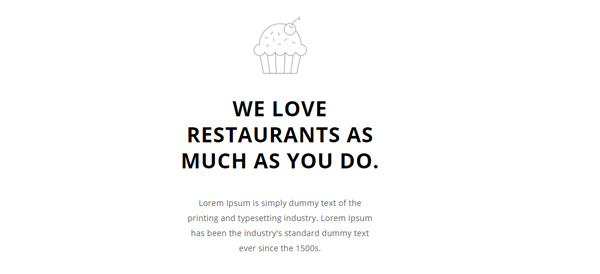 WE LOVE
RESTAURANTS AS
MUCH AS YOU DO.
Lorem Ipsum is simply dummy text of the
printing and typesetting industry. Lorem Ipsum
has been the industry's standard dummy text
ever since the 1500s.